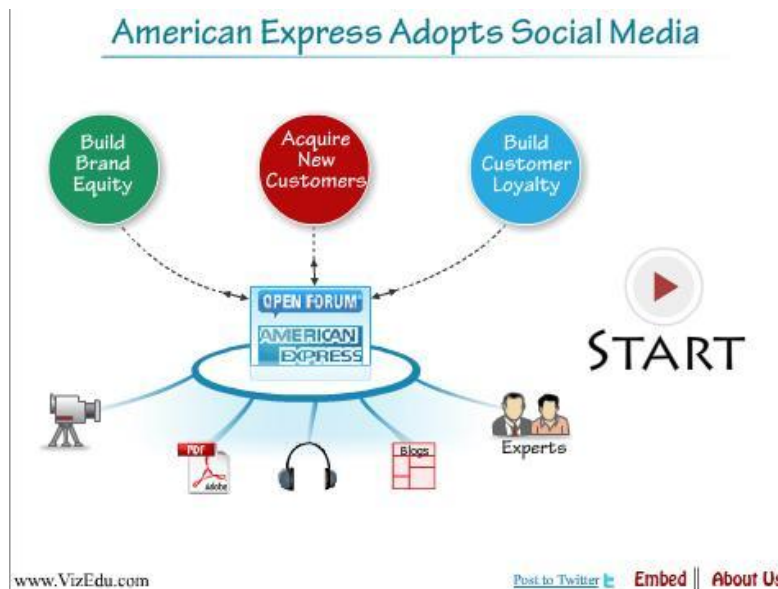 American Express Adopts Social Media
Build
Brand
Equity
Acquire
New
Customers
Build
Customer
Loyalty
OPEN FORUM
AMERICAN
EXPRESS
START
PDF
Adobe
Blogs
Experts
www.VizEdu.com
Post to Twitter
Embed || About Us